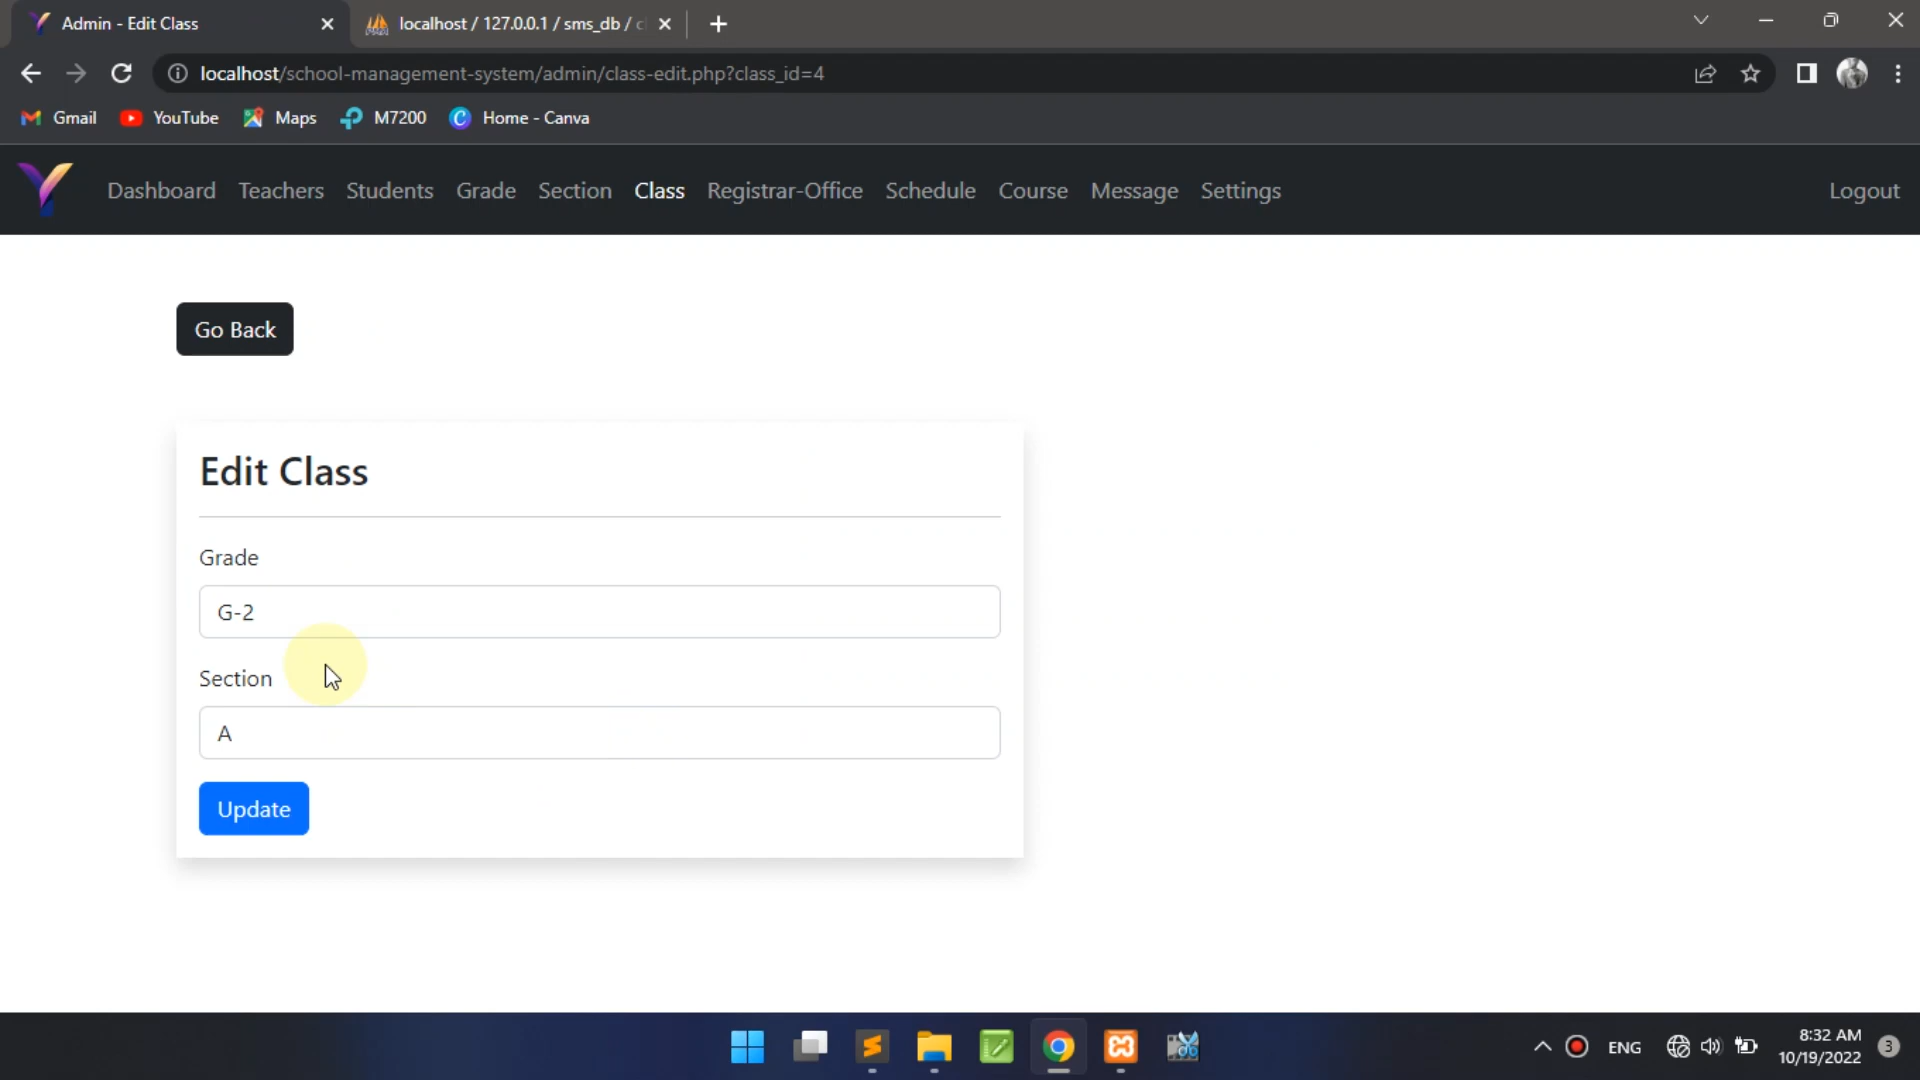 Admin - Edit Class
localhost / 127.0.0.1 / sms_db / c
localhost/school-management-system/admin/class-edit.php?class_id=4
Gmail YouTube Maps M7200 Home - Canva
Dashboard Teachers Students Grade Section Class Registrar-Office Schedule Course Message Settings Logout
Go Back
Edit Class
Grade
G-2
Section
A
Update
ENG
8:32 AM
10/19/2022
3